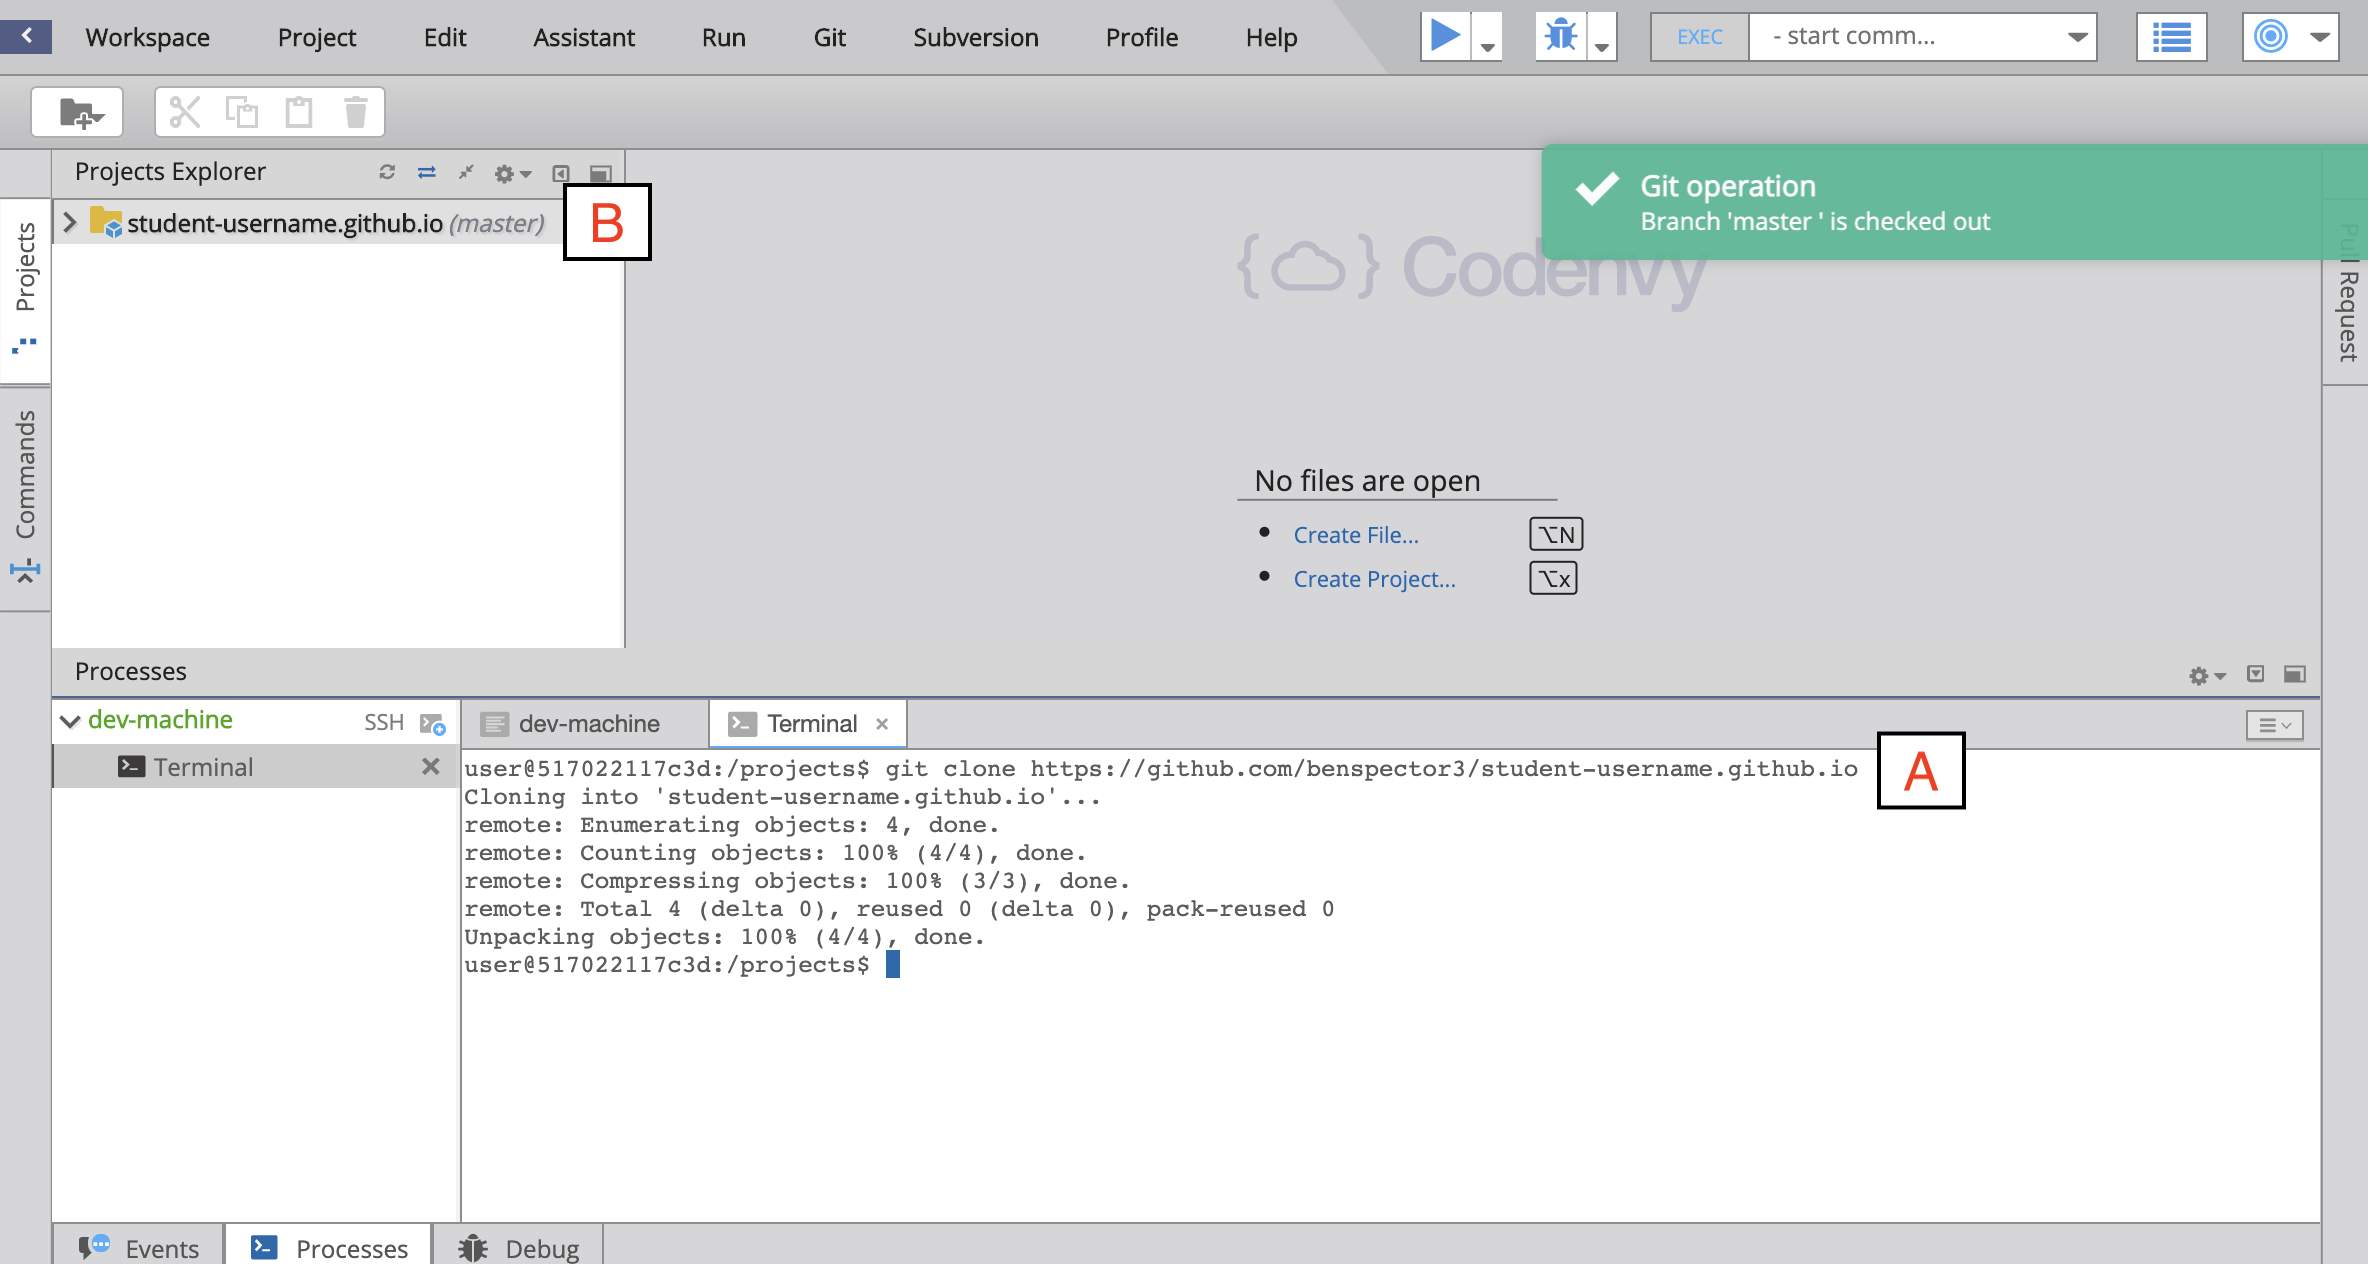 Workspace Project Edit Assistant Run Git Subversion Profile Help EXEC - start comm...
Projects Explorer
student-username.github.io (master)
B
Git operation
Branch 'master ' is checked out
{ } Codenvy
Projects
Commands
Pull Request
No files are open
• Create File... ⌥N
• Create Project... ⌥x
Processes
dev-machine SSH
Terminal
dev-machine Terminal
user@517022117c3d:/projects$ git clone https://github.com/benspector3/student-username.github.io
A
Cloning into 'student-username.github.io'...
remote: Enumerating objects: 4, done.
remote: Counting objects: 100% (4/4), done.
remote: Compressing objects: 100% (3/3), done.
remote: Total 4 (delta 0), reused 0 (delta 0), pack-reused 0
Unpacking objects: 100% (4/4), done.
user@517022117c3d:/projects$
Events Processes Debug